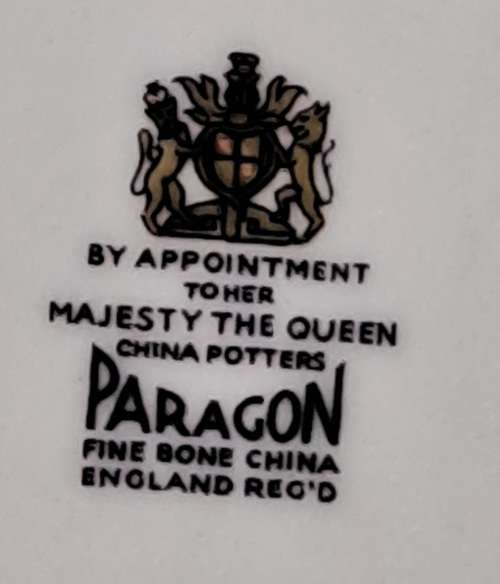 BY APPOINTMENT
TO HER
MAJESTY THE QUEEN
CHINA POTTERS
PARAGON
FINE BONE CHINA
ENGLAND REG'D